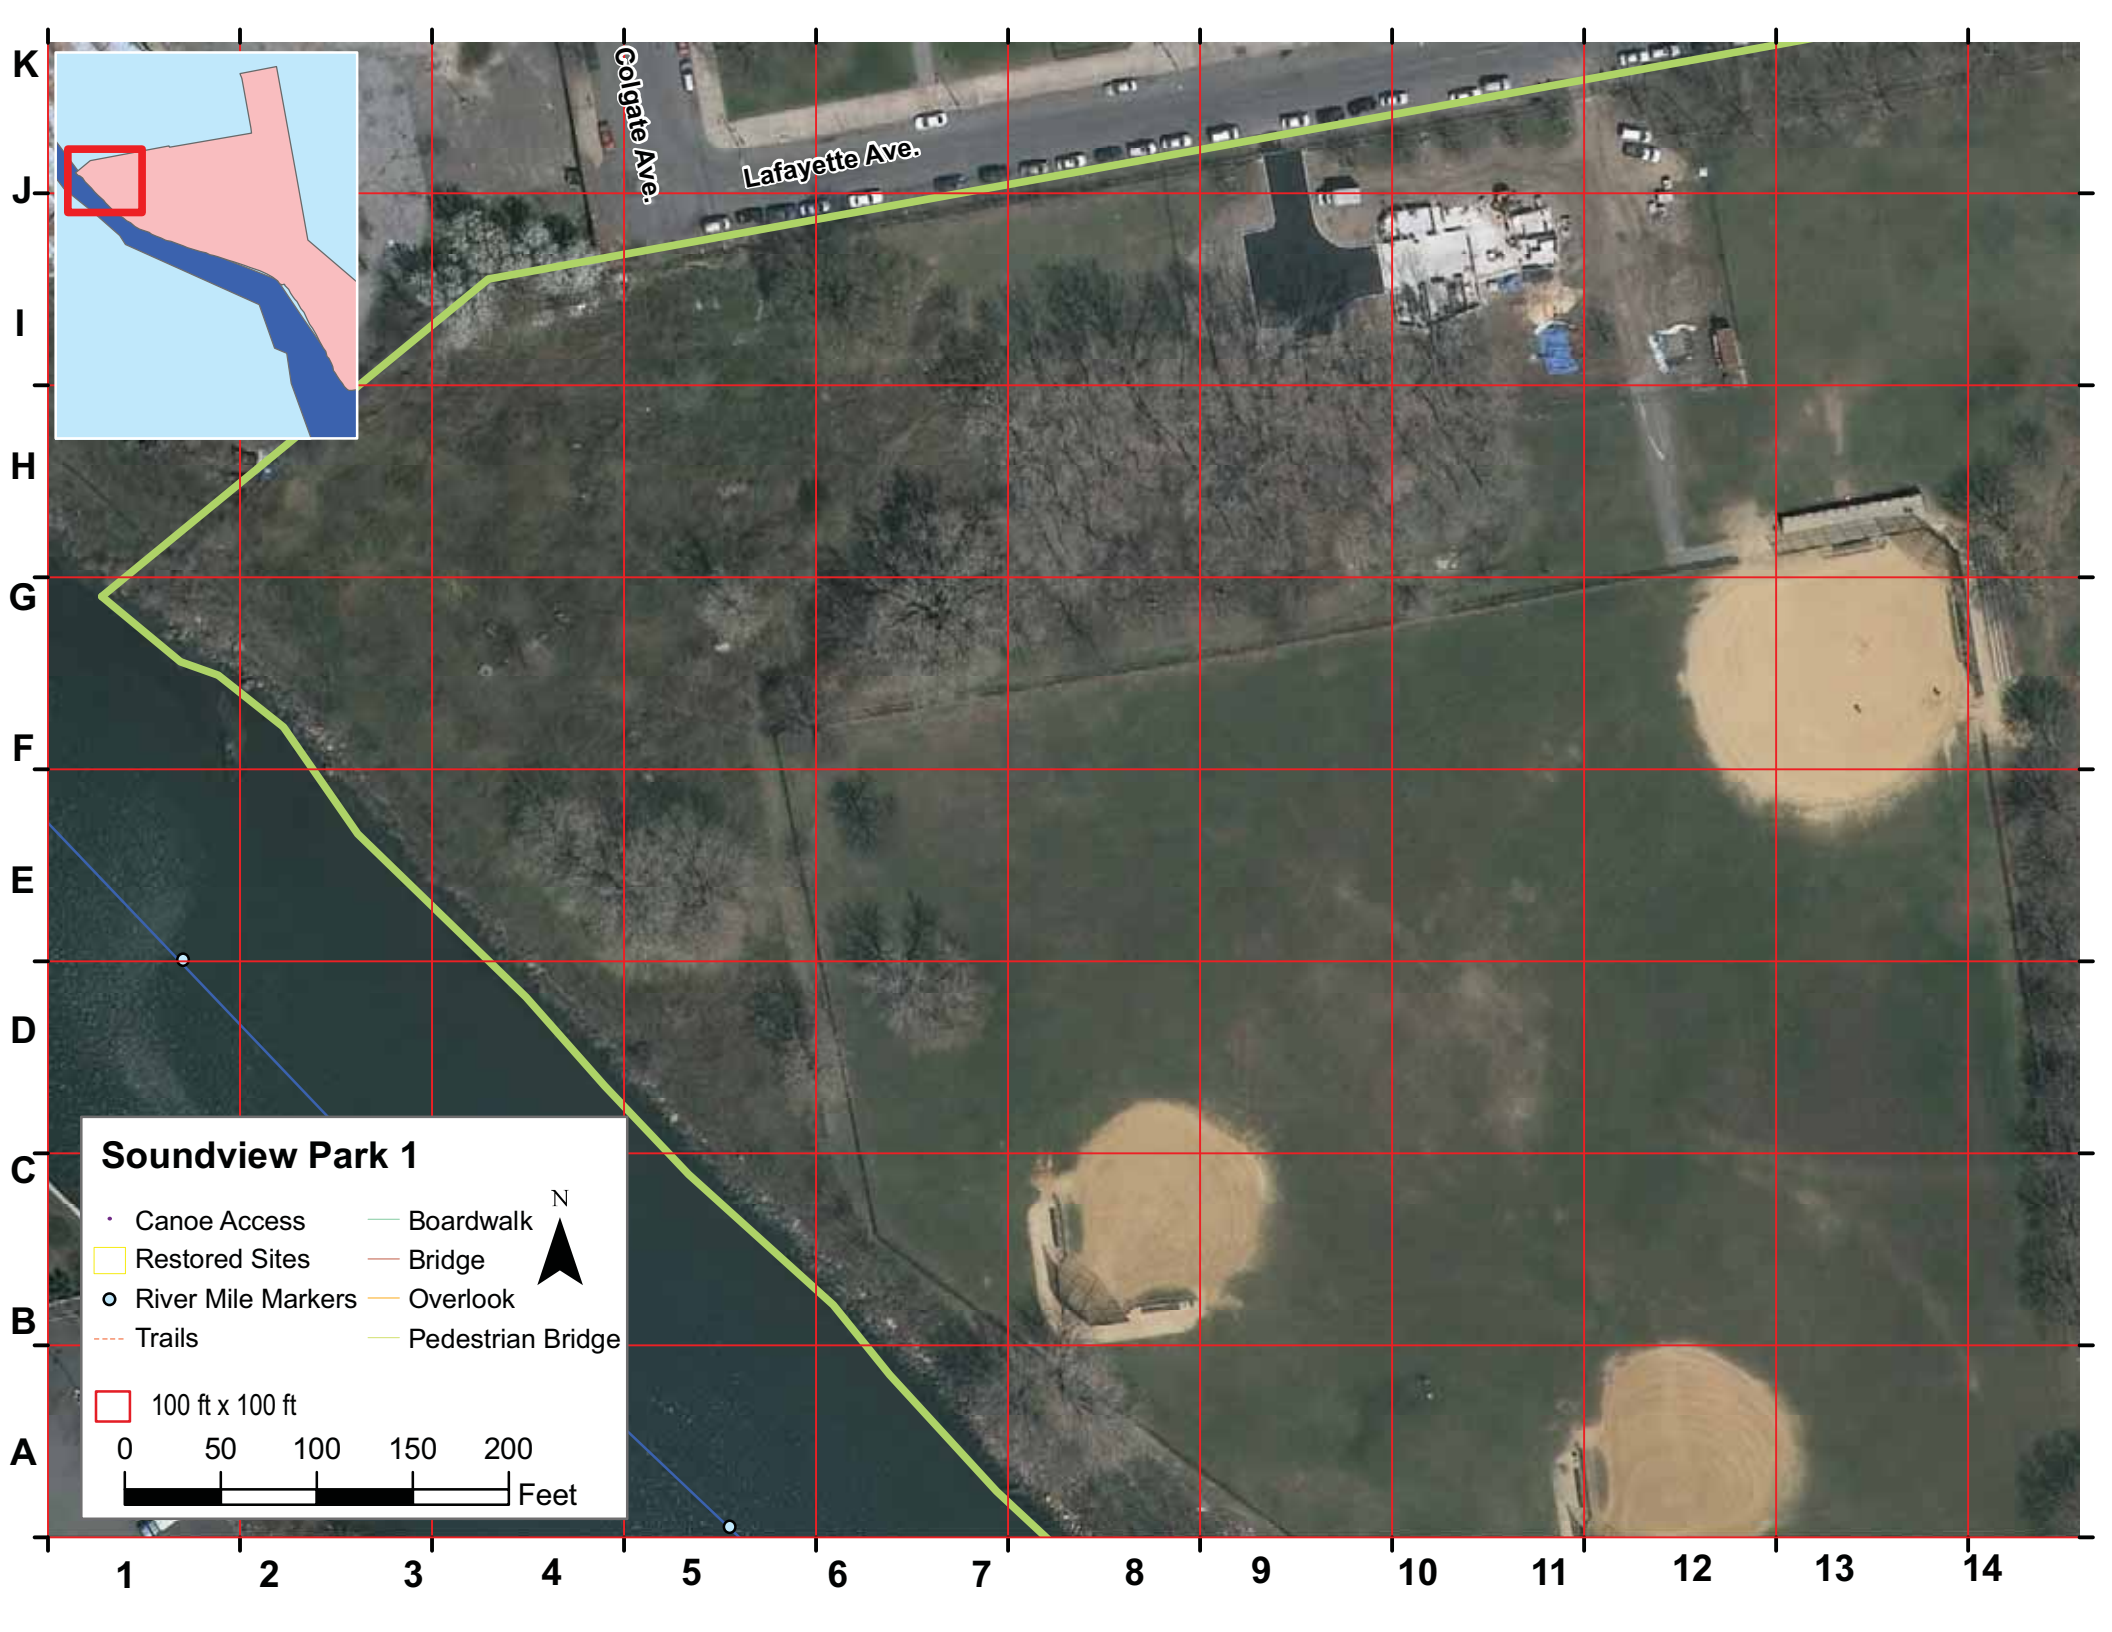 K
J
I
H
G
F
E
D
C
B
A
Colgate Ave.
Lafayette Ave.
Soundview Park 1
N
Canoe Access
Restored Sites
River Mile Markers
Trails
Boardwalk
Bridge
Overlook
Pedestrian Bridge
100 ft x 100 ft
0 50 100 150 200
Feet
1 2 3 4 5 6 7 8 9 10 11 12 13 14